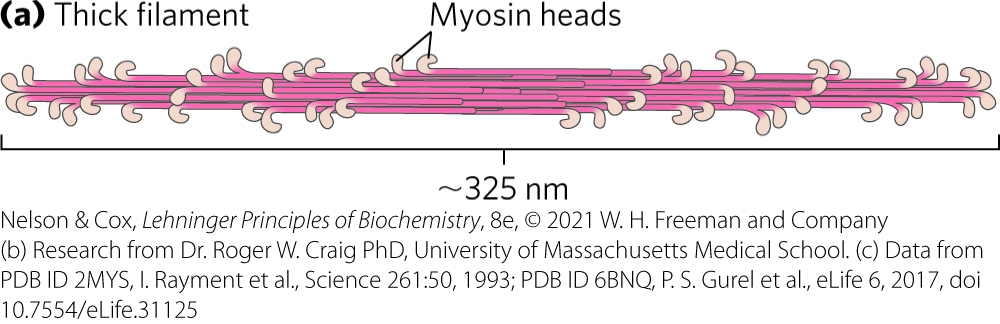 (a) Thick filament
Myosin heads
~325 nm
Nelson & Cox, Lehninger Principles of Biochemistry, 8e, © 2021 W. H. Freeman and Company
(b) Research from Dr. Roger W. Craig PhD, University of Massachusetts Medical School. (c) Data from
PDB ID 2MYS, I. Rayment et al., Science 261:50, 1993; PDB ID 6BNQ, P. S. Gurel et al., eLife 6, 2017, doi
10.7554/eLife.31125